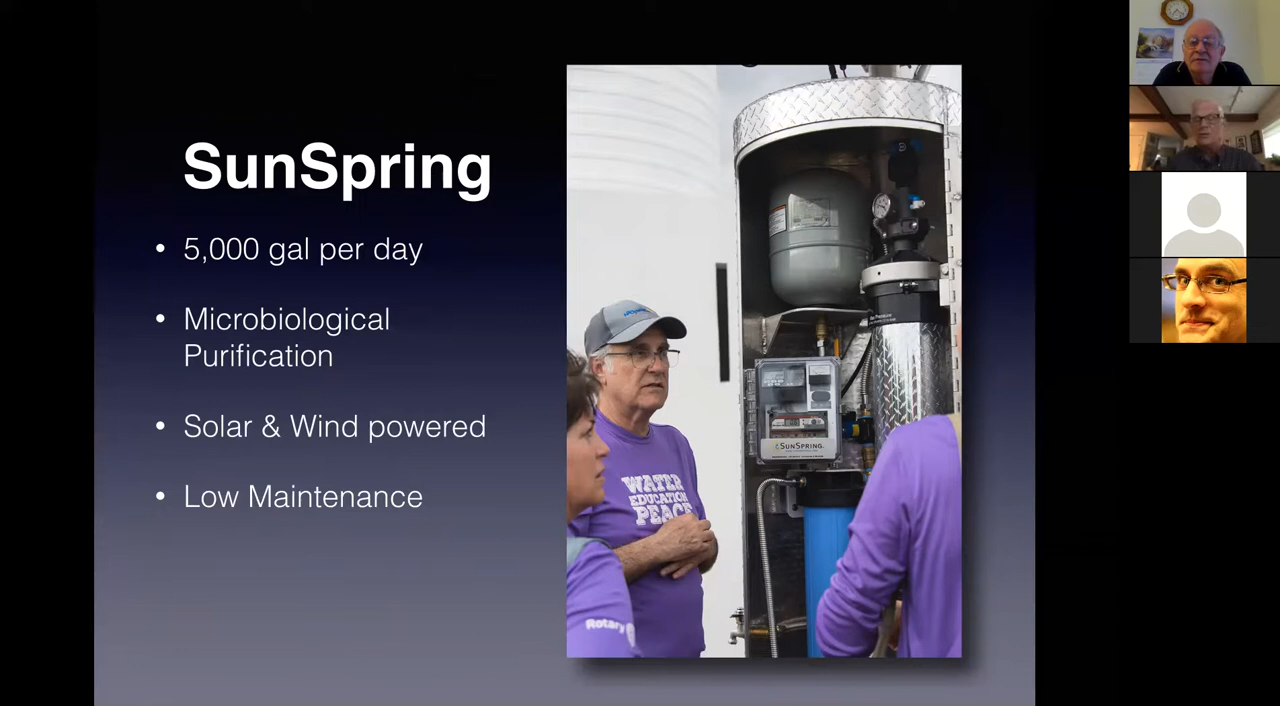 SunSpring
• 5,000 gal per day
• Microbiological
Purification
• Solar & Wind powered
• Low Maintenance
WATER
EDUCATION
PEACE
SUNSPRING
Rotary